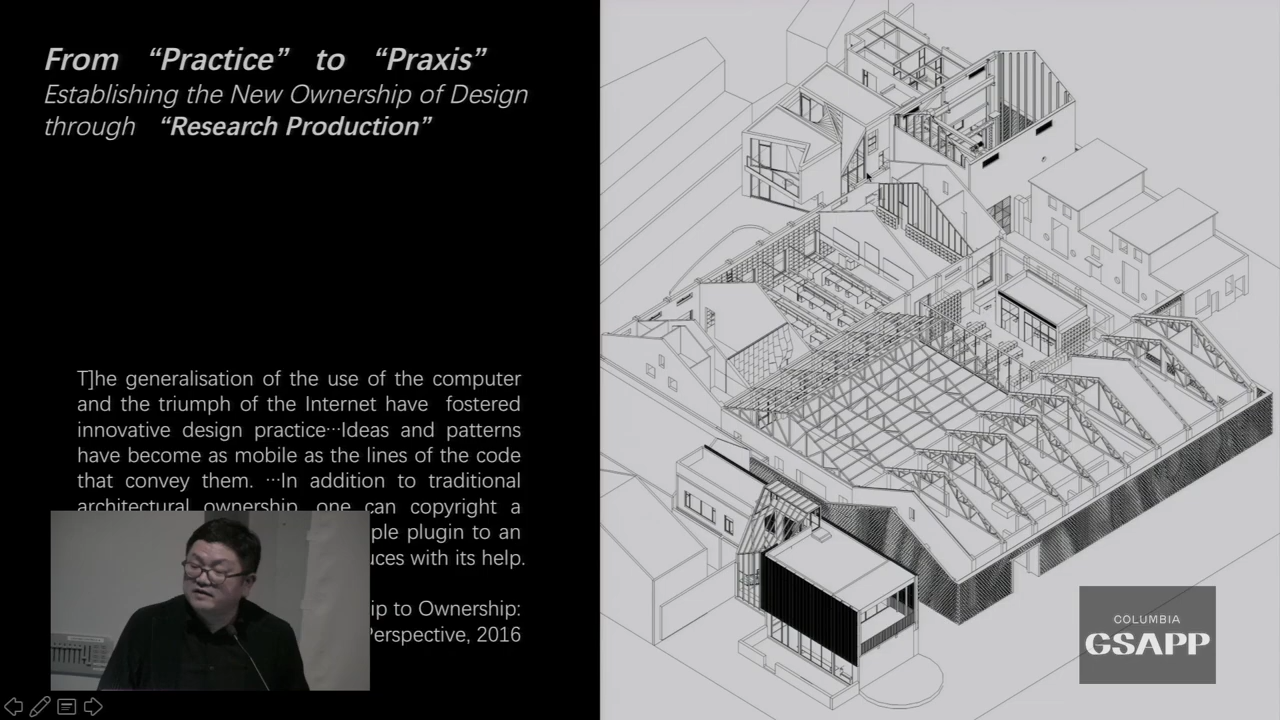 From “Practice” to “Praxis”
Establishing the New Ownership of Design
through “Research Production”
T]he generalisation of the use of the computer
and the triumph of the Internet have fostered
innovative design practice···Ideas and patterns
have become as mobile as the lines of the code
that convey them. ···In addition to traditional
architectural ownership, one can copyright a
ple plugin to an
uces with its help.
ip to Ownership:
Perspective, 2016
COLUMBIA
GSAPP